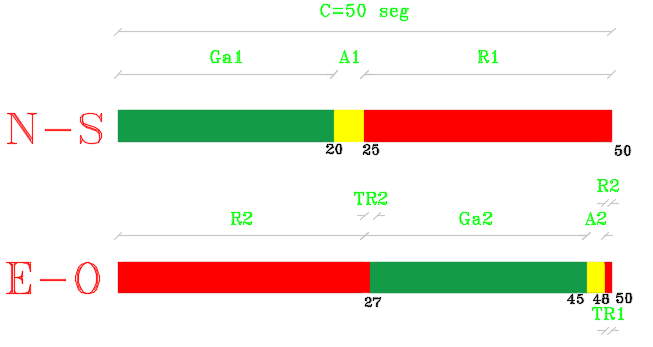 C=50 seg
Ga1 A1 R1
N-S
20 25 50
R2
TR2
R2 Ga2 A2
E-O
27 45 48 50
TR1